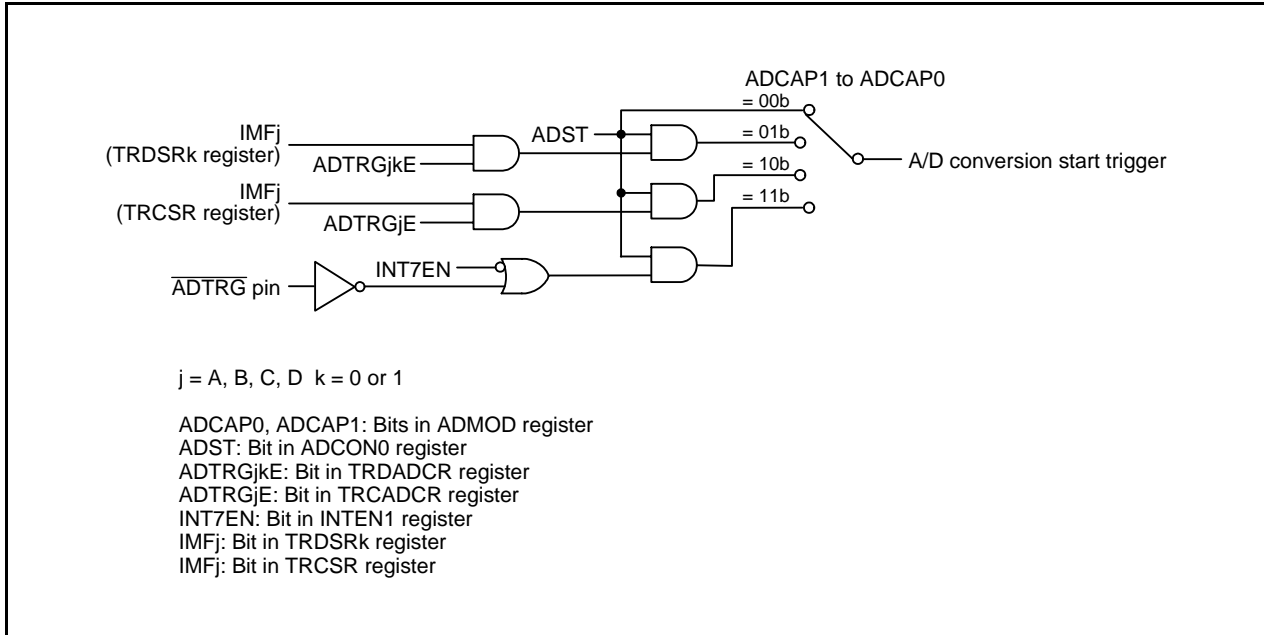 ADCAP1 to ADCAP0
= 00b
IMFj
(TRDSRk register)
ADTRGjkE
ADST
= 01b
A/D conversion start trigger
= 10b
IMFj
(TRCSR register)
ADTRGjE
= 11b
INT7EN
ADTRG pin
j = A, B, C, D k = 0 or 1
ADCAP0, ADCAP1: Bits in ADMOD register
ADST: Bit in ADCON0 register
ADTRGjkE: Bit in TRDADCR register
ADTRGjE: Bit in TRCADCR register
INT7EN: Bit in INTEN1 register
IMFj: Bit in TRDSRk register
IMFj: Bit in TRCSR register